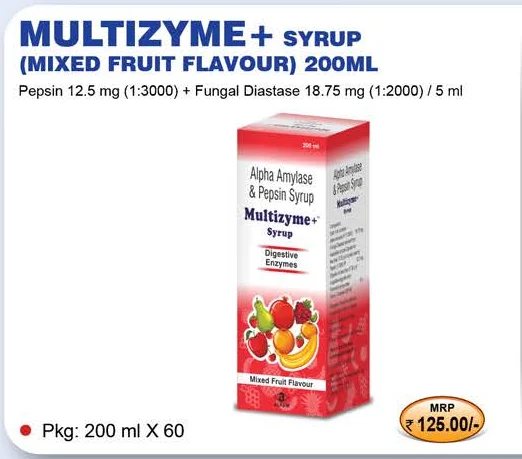 MULTIZYME+ SYRUP
(MIXED FRUIT FLAVOUR) 200ML
Pepsin 12.5 mg (1:3000) + Fungal Diastase 18.75 mg (1:2000) / 5 ml
200 ml
Alpha Amylase
& Pepsin Syrup
Multizyme+
Syrup
Digestive
Enzymes
Mixed Fruit Flavour
Alpha Amylase
& Pepsin Syrup
Multizyme+
Syrup
Pkg: 200 ml X 60
MRP
₹ 125.00/-